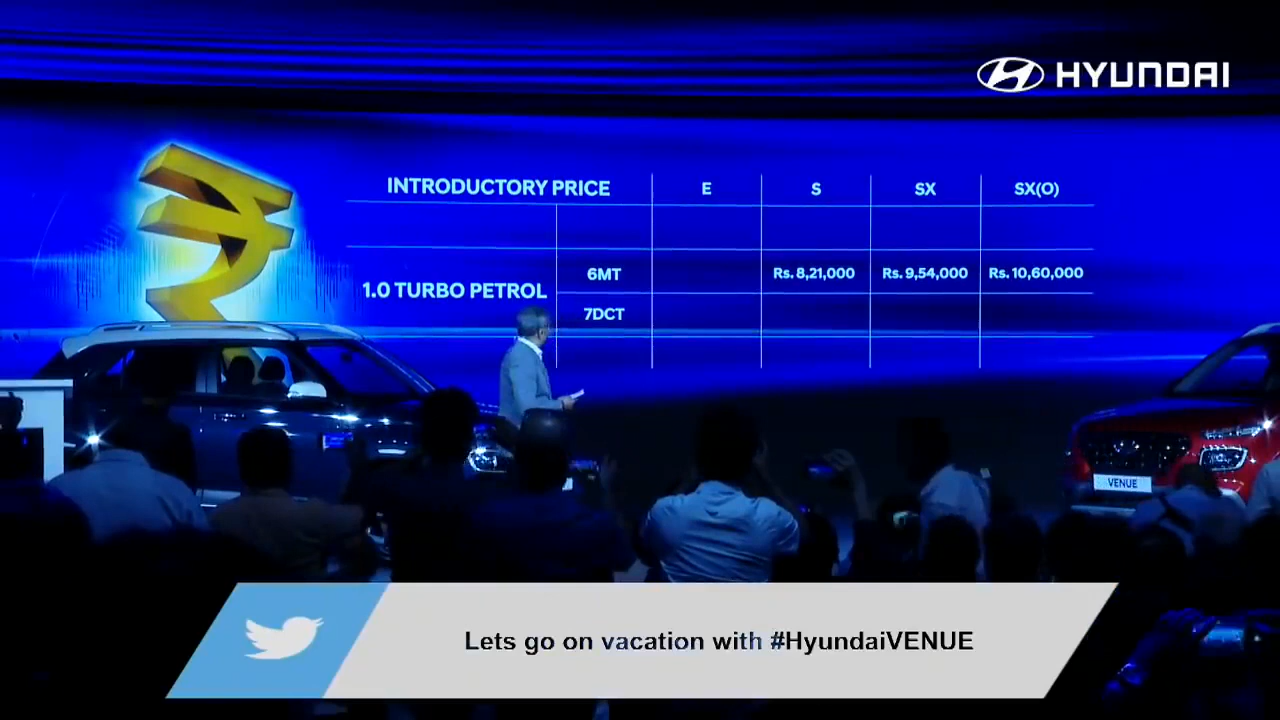 HYUNDAI
INTRODUCTORY PRICE E S SX SX(O)
1.0 TURBO PETROL
6MT Rs. 8,21,000 Rs. 9,54,000 Rs. 10,60,000
7DCT
VENUE
Lets go on vacation with #HyundaiVENUE